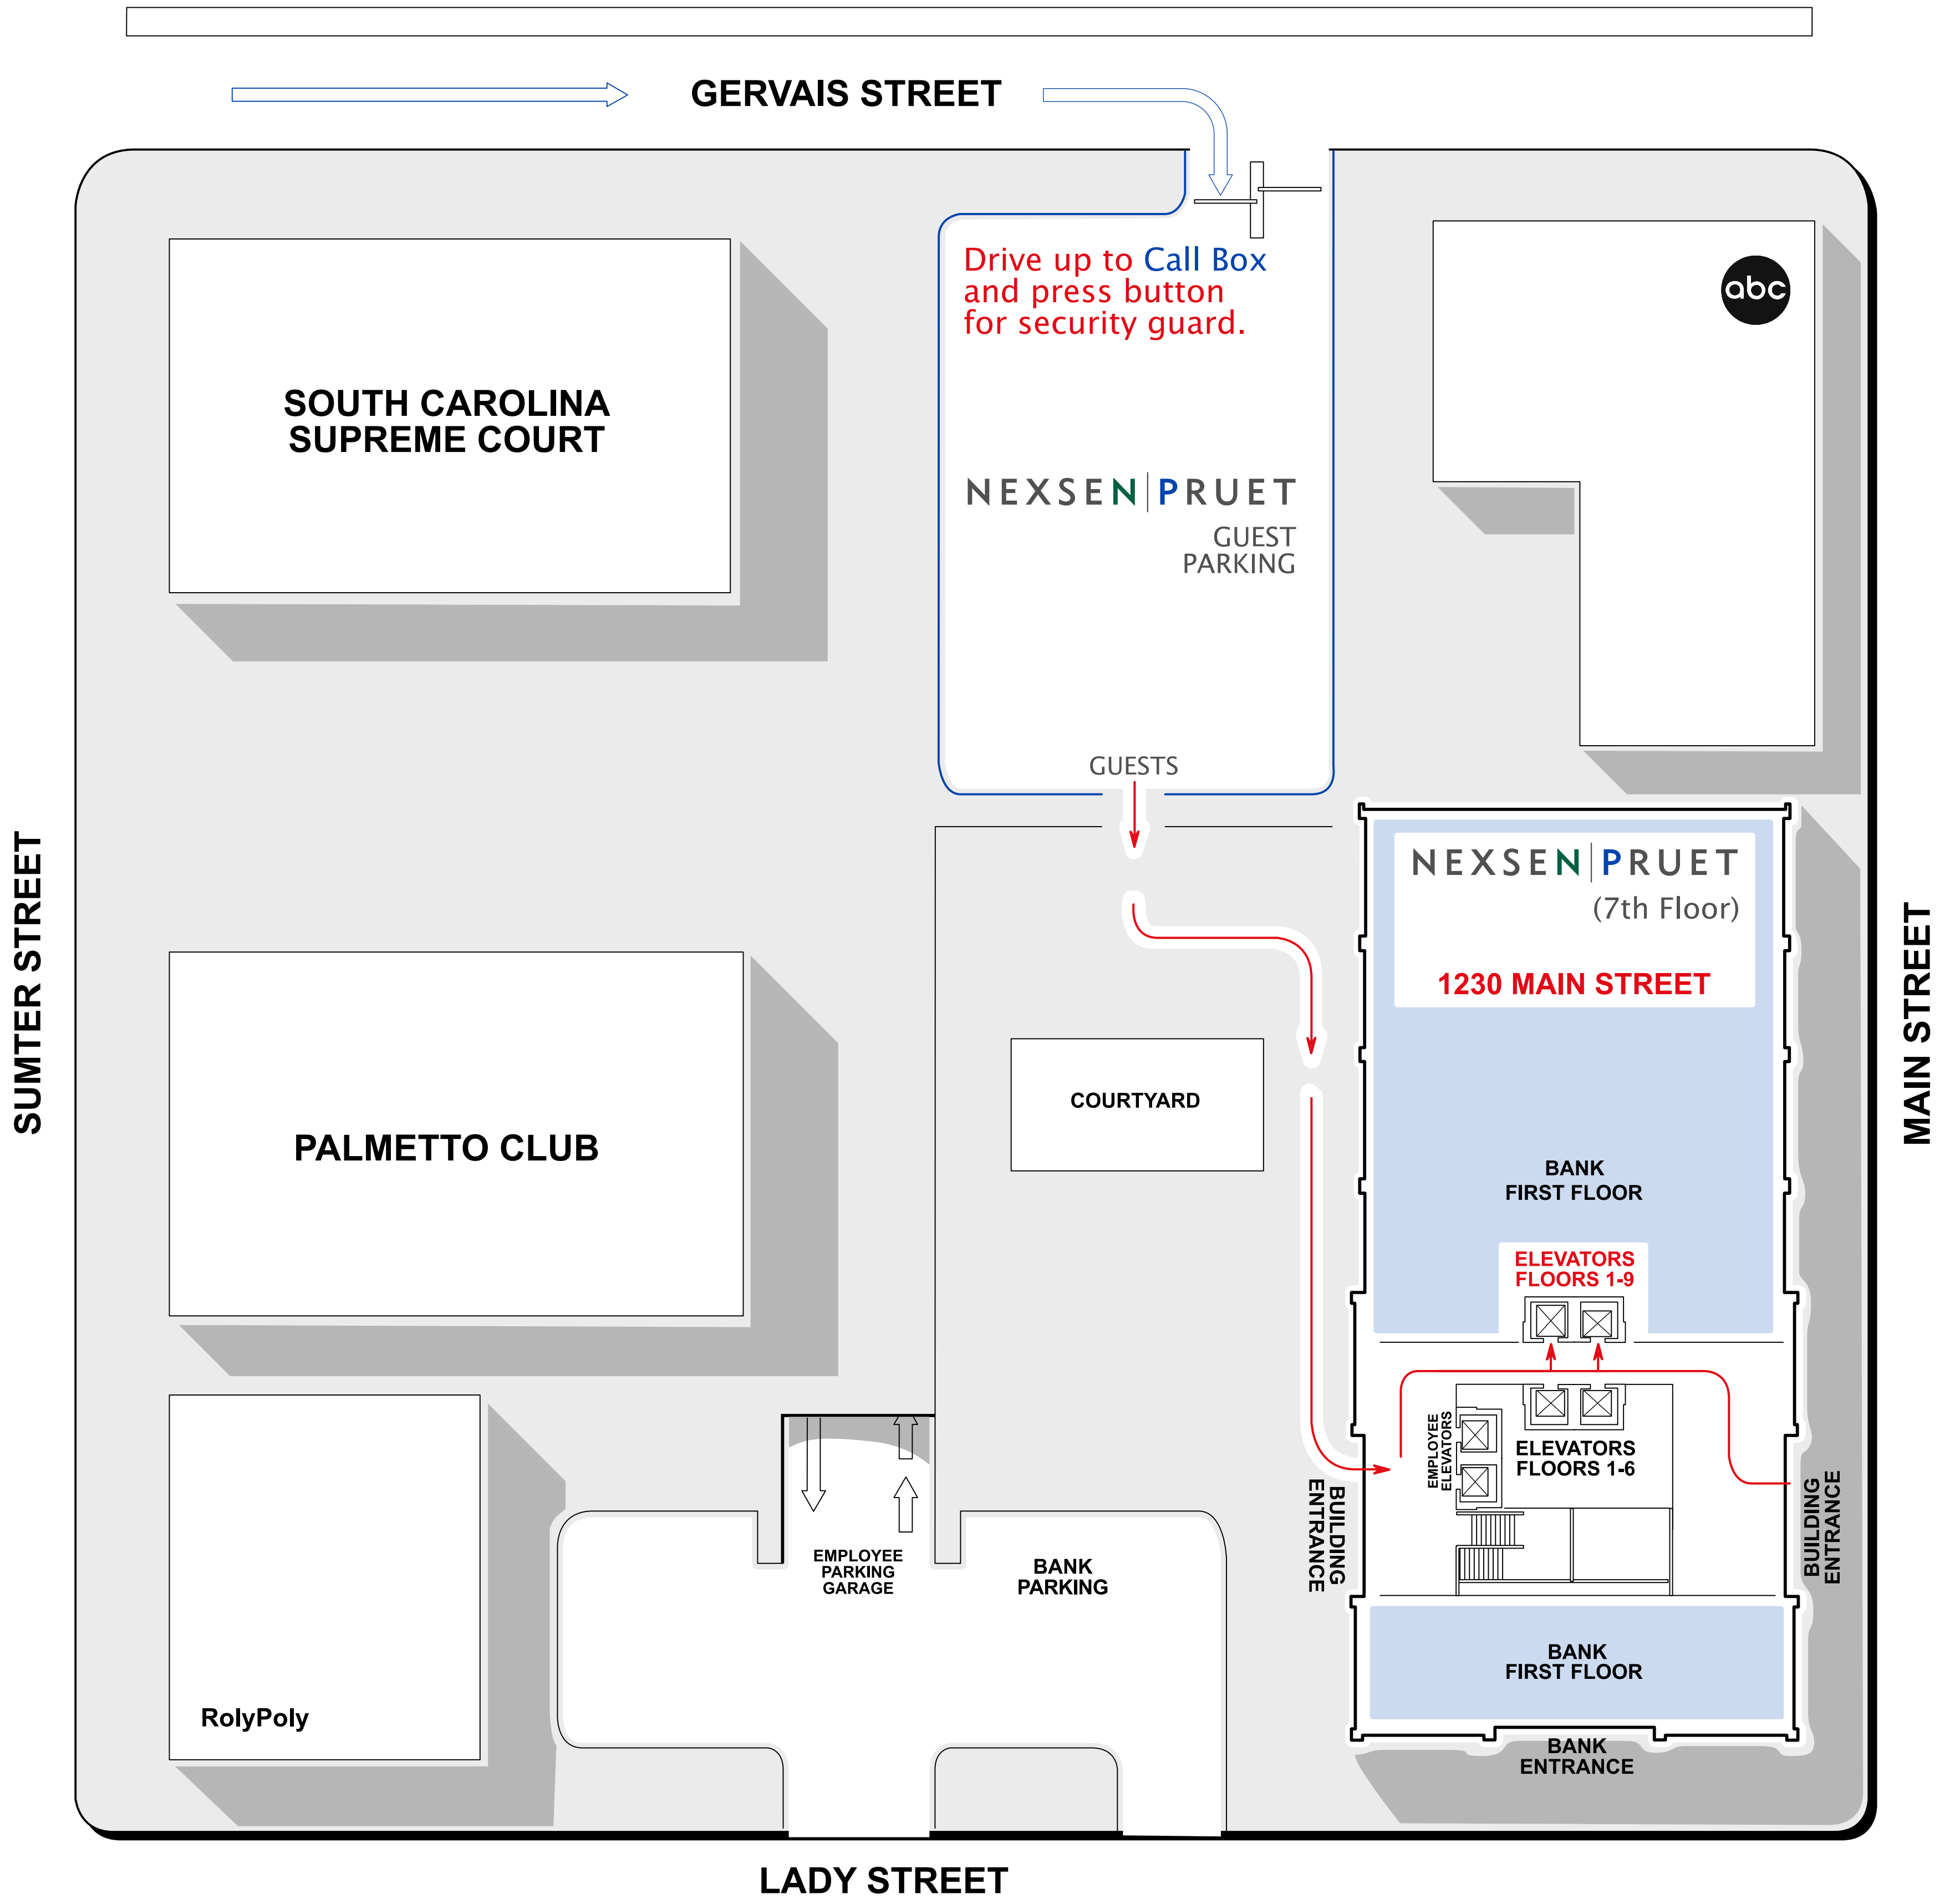 GERVAIS STREET
Drive up to Call Box
and press button
for security guard.
abc
SOUTH CAROLINA
SUPREME COURT
NEXSEN|PRUET
GUEST
PARKING
GUESTS
SUMTER STREET
MAIN STREET
NEXSEN|PRUET
(7th Floor)
1230 MAIN STREET
COURTYARD
PALMETTO CLUB
BANK
FIRST FLOOR
ELEVATORS
FLOORS 1-9
EMPLOYEE
ELEVATORS
ELEVATORS
FLOORS 1-6
BUILDING
ENTRANCE
BUILDING
ENTRANCE
EMPLOYEE
PARKING
GARAGE
BANK
PARKING
BANK
FIRST FLOOR
RolyPoly
BANK
ENTRANCE
LADY STREET